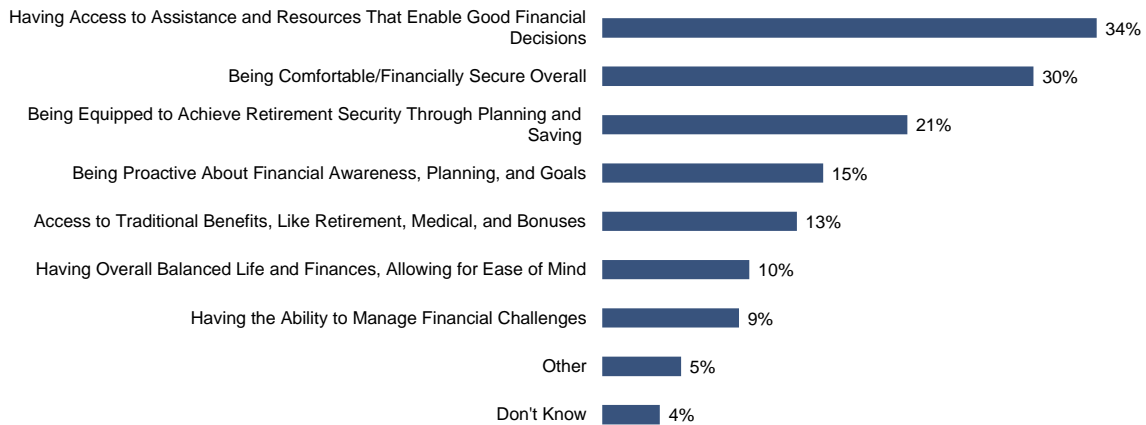 Having Access to Assistance and Resources That Enable Good Financial
Decisions
34%
Being Comfortable/Financially Secure Overall
30%
Being Equipped to Achieve Retirement Security Through Planning and
Saving
21%
Being Proactive About Financial Awareness, Planning, and Goals
15%
Access to Traditional Benefits, Like Retirement, Medical, and Bonuses
13%
Having Overall Balanced Life and Finances, Allowing for Ease of Mind
10%
Having the Ability to Manage Financial Challenges
9%
Other
5%
Don't Know
4%